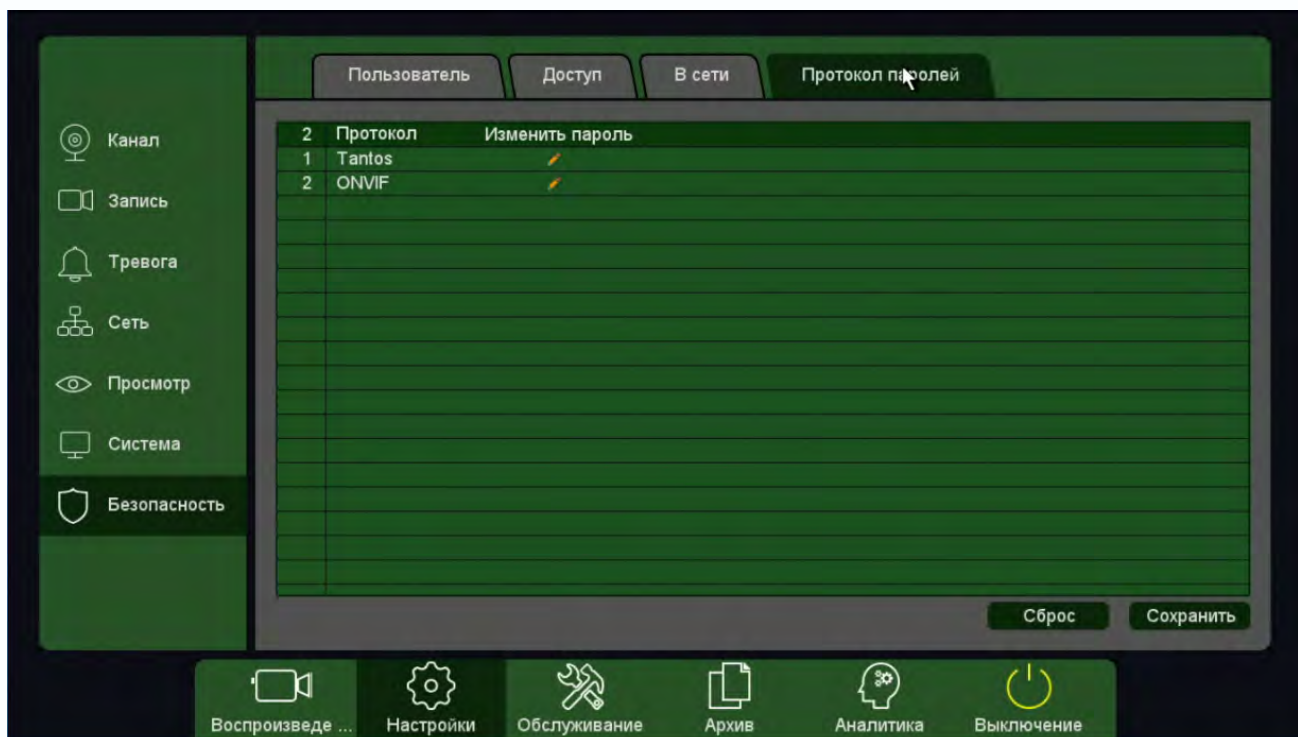 Пользователь Доступ В сети Протокол паролей
Канал
Запись
Тревога
Сеть
Просмотр
Система
Безопасность
2 Протокол Изменить пароль
1 Tantos
2 ONVIF
Сброс Сохранить
Воспроизведе ... Настройки Обслуживание Архив Аналитика Выключение